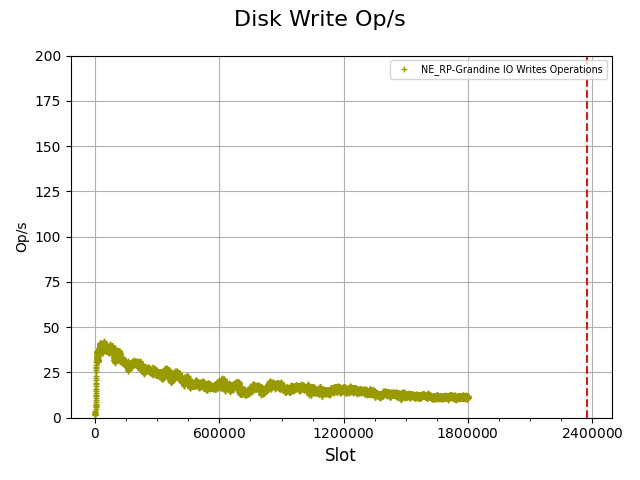 Disk Write Op/s
NE_RP-Grandine IO Writes Operations
200
175
150
125
100
75
50
25
0
Op/s
0 600000 1200000 1800000 2400000
Slot